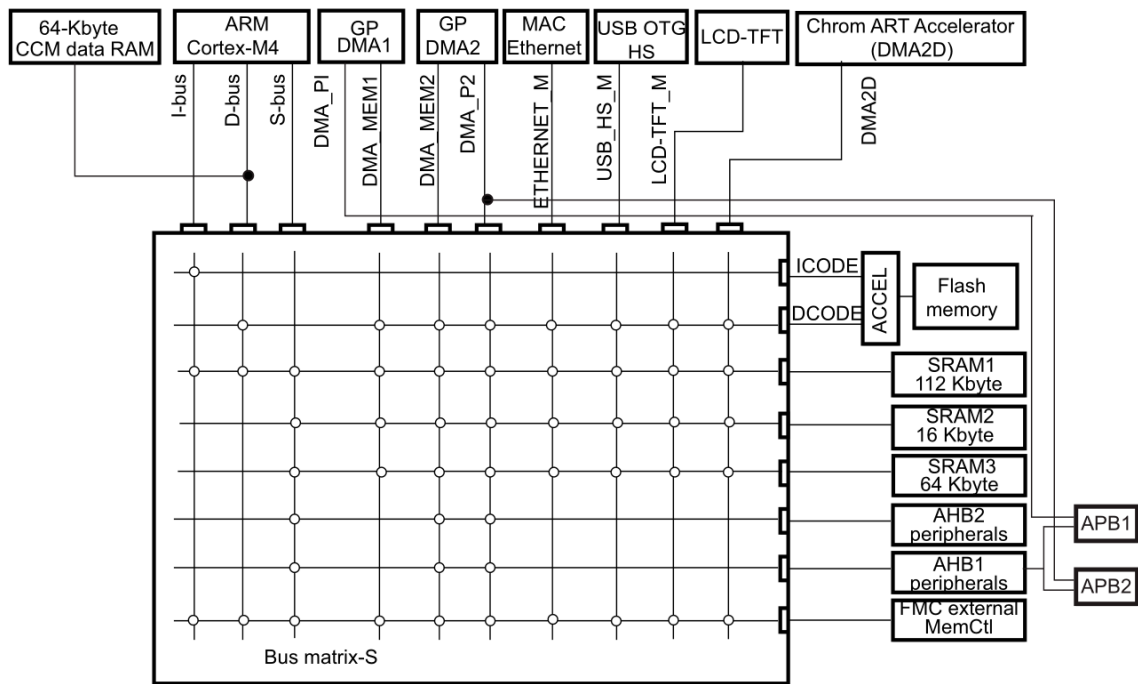 64-Kbyte
CCM data RAM
ARM
Cortex-M4
GP
DMA1
GP
DMA2
MAC
Ethernet
USB OTG
HS
LCD-TFT
Chrom ART Accelerator
(DMA2D)
I-bus
D-bus
S-bus
DMA_PI
DMA_MEM1
DMA_MEM2
DMA_P2
ETHERNET_M
USB_HS_M
LCD-TFT_M
DMA2D
ICODE
DCODE
ACCEL
Flash
memory
SRAM1
112 Kbyte
SRAM2
16 Kbyte
SRAM3
64 Kbyte
AHB2
peripherals
APB1
AHB1
peripherals
APB2
FMC external
MemCtl
Bus matrix-S